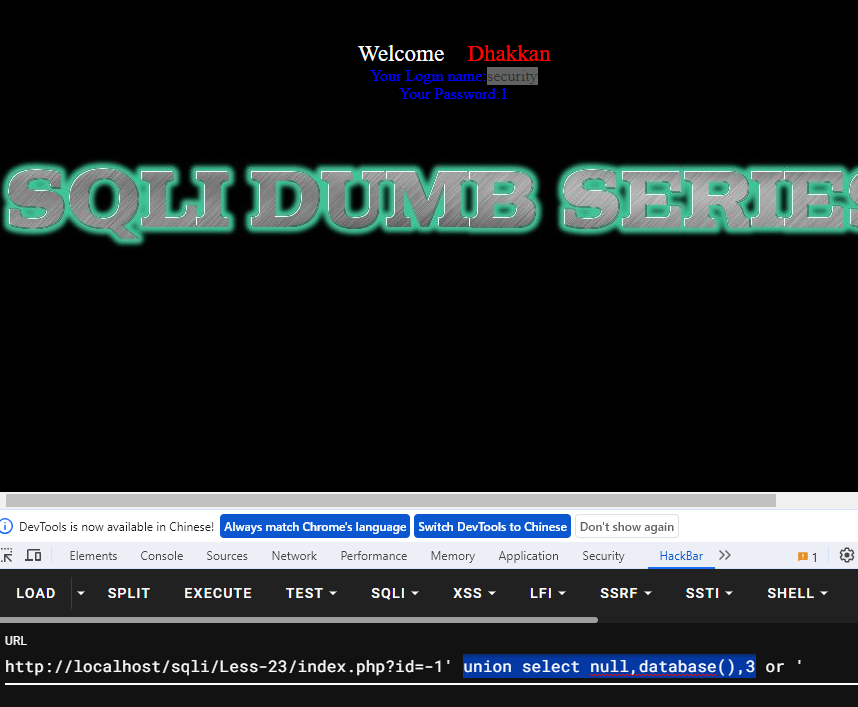 Welcome Dhakkan
Your Login name:security
Your Password:1
SQLI DUMB SERIES
DevTools is now available in Chinese! Always match Chrome's language Switch DevTools to Chinese Don't show again
Elements Console Sources Network Performance Memory Application Security HackBar 1
LOAD SPLIT EXECUTE TEST SQLI XSS LFI SSRF SSTI SHELL
URL
http://localhost/sqli/Less-23/index.php?id=-1' union select null,database(),3 or '